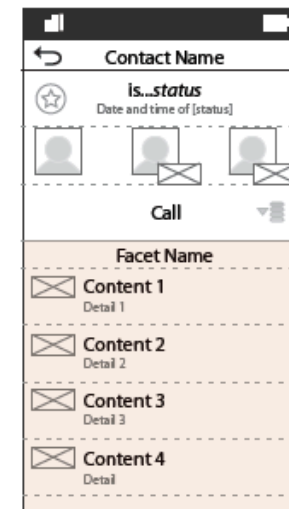 Contact Name
is...status
Date and time of [status]
Call
Facet Name
Content 1
Detail 1
Content 2
Detail 2
Content 3
Detail 3
Content 4
Detail